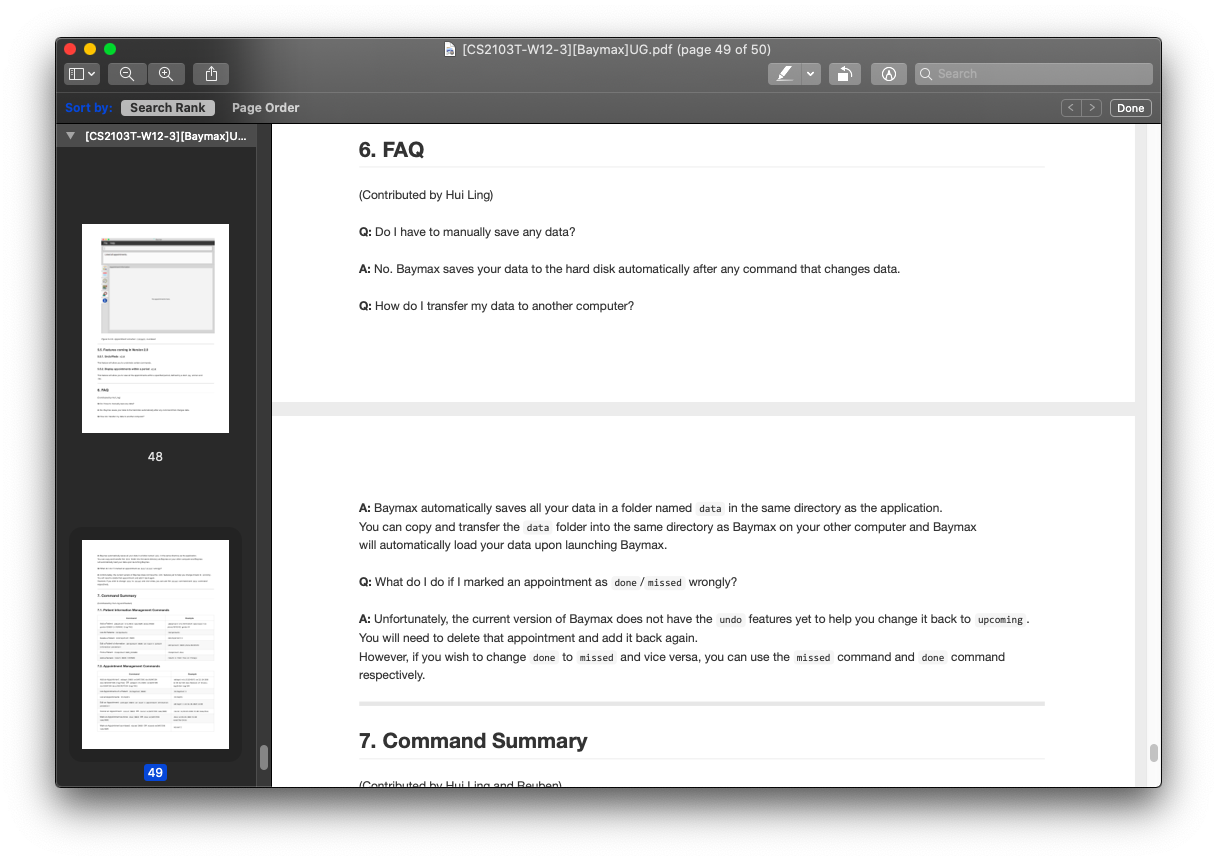 [CS2103T-W12-3][Baymax]UG.pdf (page 49 of 50)
Search
Sort by: Search Rank Page Order
< > Done
[CS2103T-W12-3][Baymax]U...
48
49
6. FAQ
(Contributed by Hui Ling)
Q: Do I have to manually save any data?
A: No. Baymax saves your data to the hard disk automatically after any command that changes data.
Q: How do I transfer my data to another computer?
A: Baymax automatically saves all your data in a folder named data in the same directory as the application.
You can copy and transfer the data folder into the same directory as Baymax on your other computer and Baymax
will automatically load your data upon launching Baymax.
Q: What do I do if I marked an appointment as done / missed wrongly?
A: Unfortunately, the current version of Baymax does not have the undo features yet to help you change it back to upcoming .
You will need to delete that appointment and add it back again.
However, if you wish to change done to missed and vice versa, you can use the missed command and done command
respectively.
7. Command Summary
(Contributed by Hui Ling and Reuben)